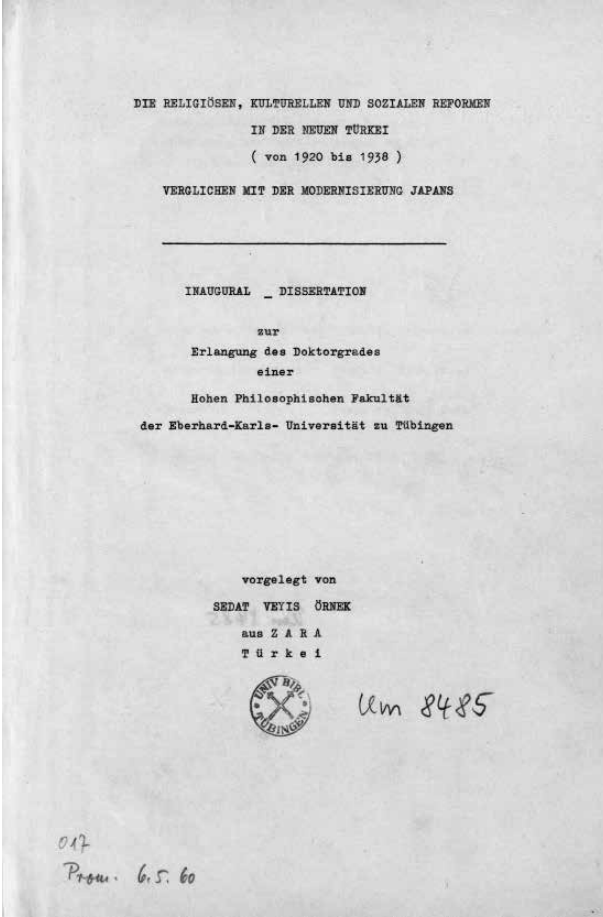 DIE RELIGIÖSEN, KULTURELLEN UND SOZIALEN REFORMEN
IN DER NEUEN TÜRKEI
( von 1920 bis 1938 )
VERGLICHEN MIT DER MODERNISIERUNG JAPANS
INAUGURAL _ DISSERTATION
zur
Erlangung des Doktorgrades
einer
Hohen Philosophischen Fakultät
der Eberhard-Karls- Universität zu Tübingen
vorgelegt von
SEDAT VEYIS ÖRNEK
aus Z A R A
T ü r k e i
UNIV BIBL
TÜBINGEN
Um 8485
017
Prom. 6.5.60